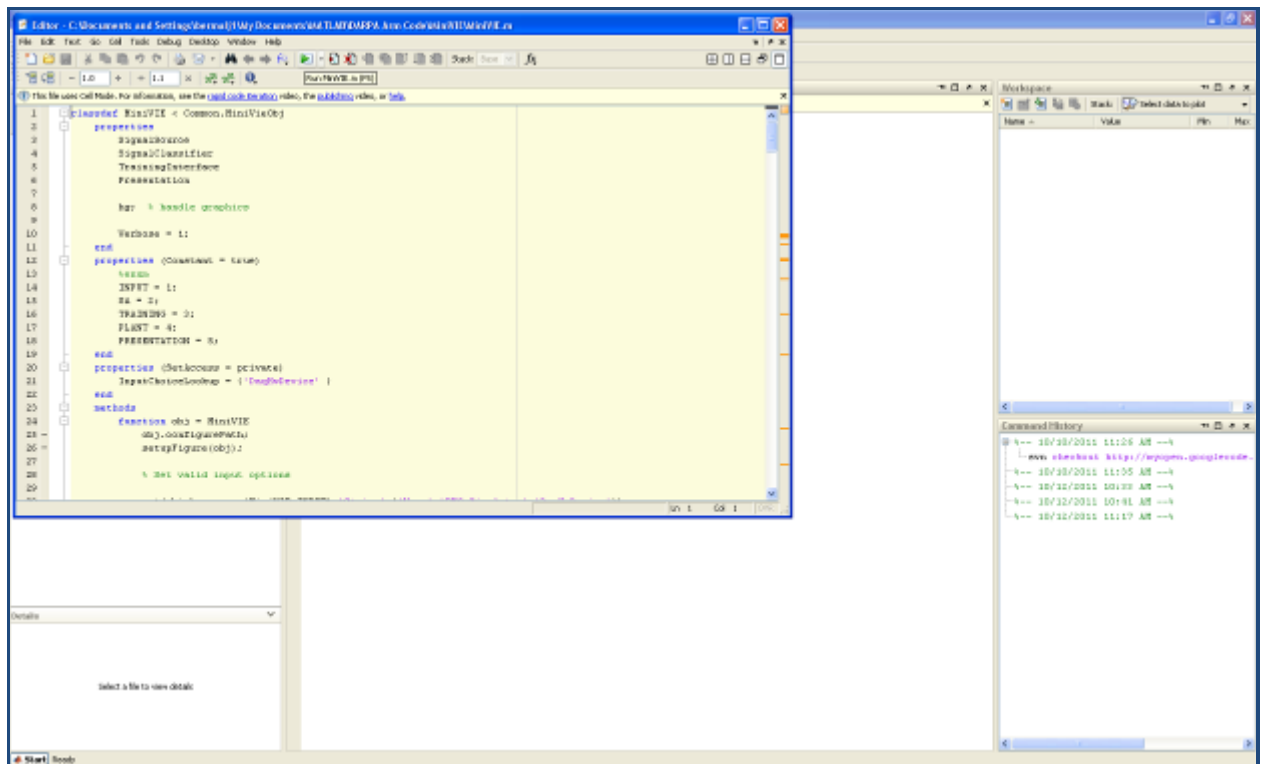 Editor - C:\Documents and Settings\hermalj1\My Documents\MATLAB\DARPA Arm Code\MiniVIE\MiniVIE.m
File Edit Text Go Cell Tools Debug Desktop Window Help
Stack: Base
- 1.0 + ÷ 1.1 ×
Run MiniVIE.m (F5)
This file uses Cell Mode. For information, see the rapid code iteration video, the publishing video, or help.
1 classdef MiniVIE < Common.MiniVieObj
2 properties
3 SignalSource
4 SignalClassifier
5 TrainingInterface
6 Presentation
7
8 hg; % handle graphics
9
10 Verbose = 1;
11 end
12 properties (Constant = true)
13 %enum
14 INPUT = 1;
15 SA = 2;
16 TRAINING = 3;
17 PLANT = 4;
18 PRESENTATION = 5;
19 end
20 properties (SetAccess = private)
21 InputChoiceLookup = {'DaqHwDevice' }
22 end
23 methods
24 function obj = MiniVIE
25 - obj.configurePath;
26 - setupFigure(obj);
27
28 % Set valid input options
29
Ln 1 Col 1
Details
Select a file to view details
Start Ready
Workspace
Stack: Select data to plot
Name Value Min Max
Command History
%-- 10/10/2011 11:26 AM --%
svn checkout http://myopen.googlecode.
%-- 10/10/2011 11:35 AM --%
%-- 10/12/2011 10:41 AM --%
%-- 10/12/2011 11:17 AM --%